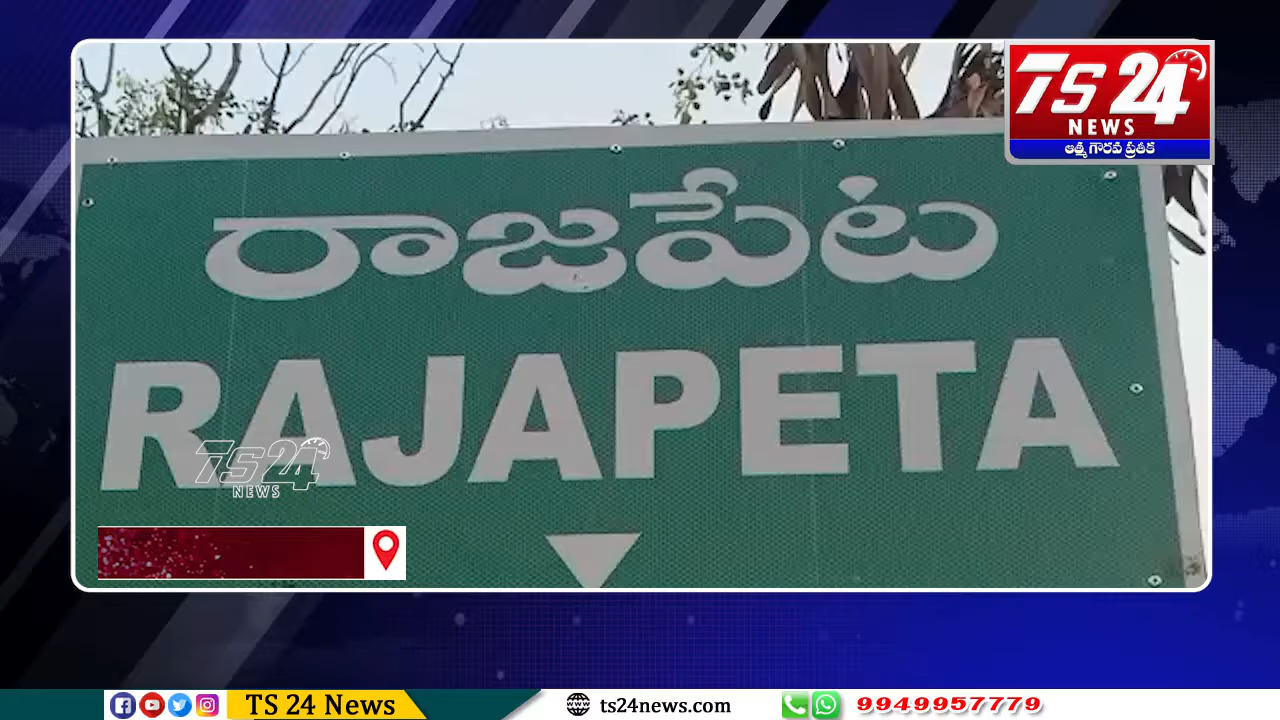 TS 24
NEWS
ఆత్మ గౌరవ ప్రతీక
రాజపేట
RAJAPETA
TS 24
NEWS
TS 24 News
ts24news.com
9949957779